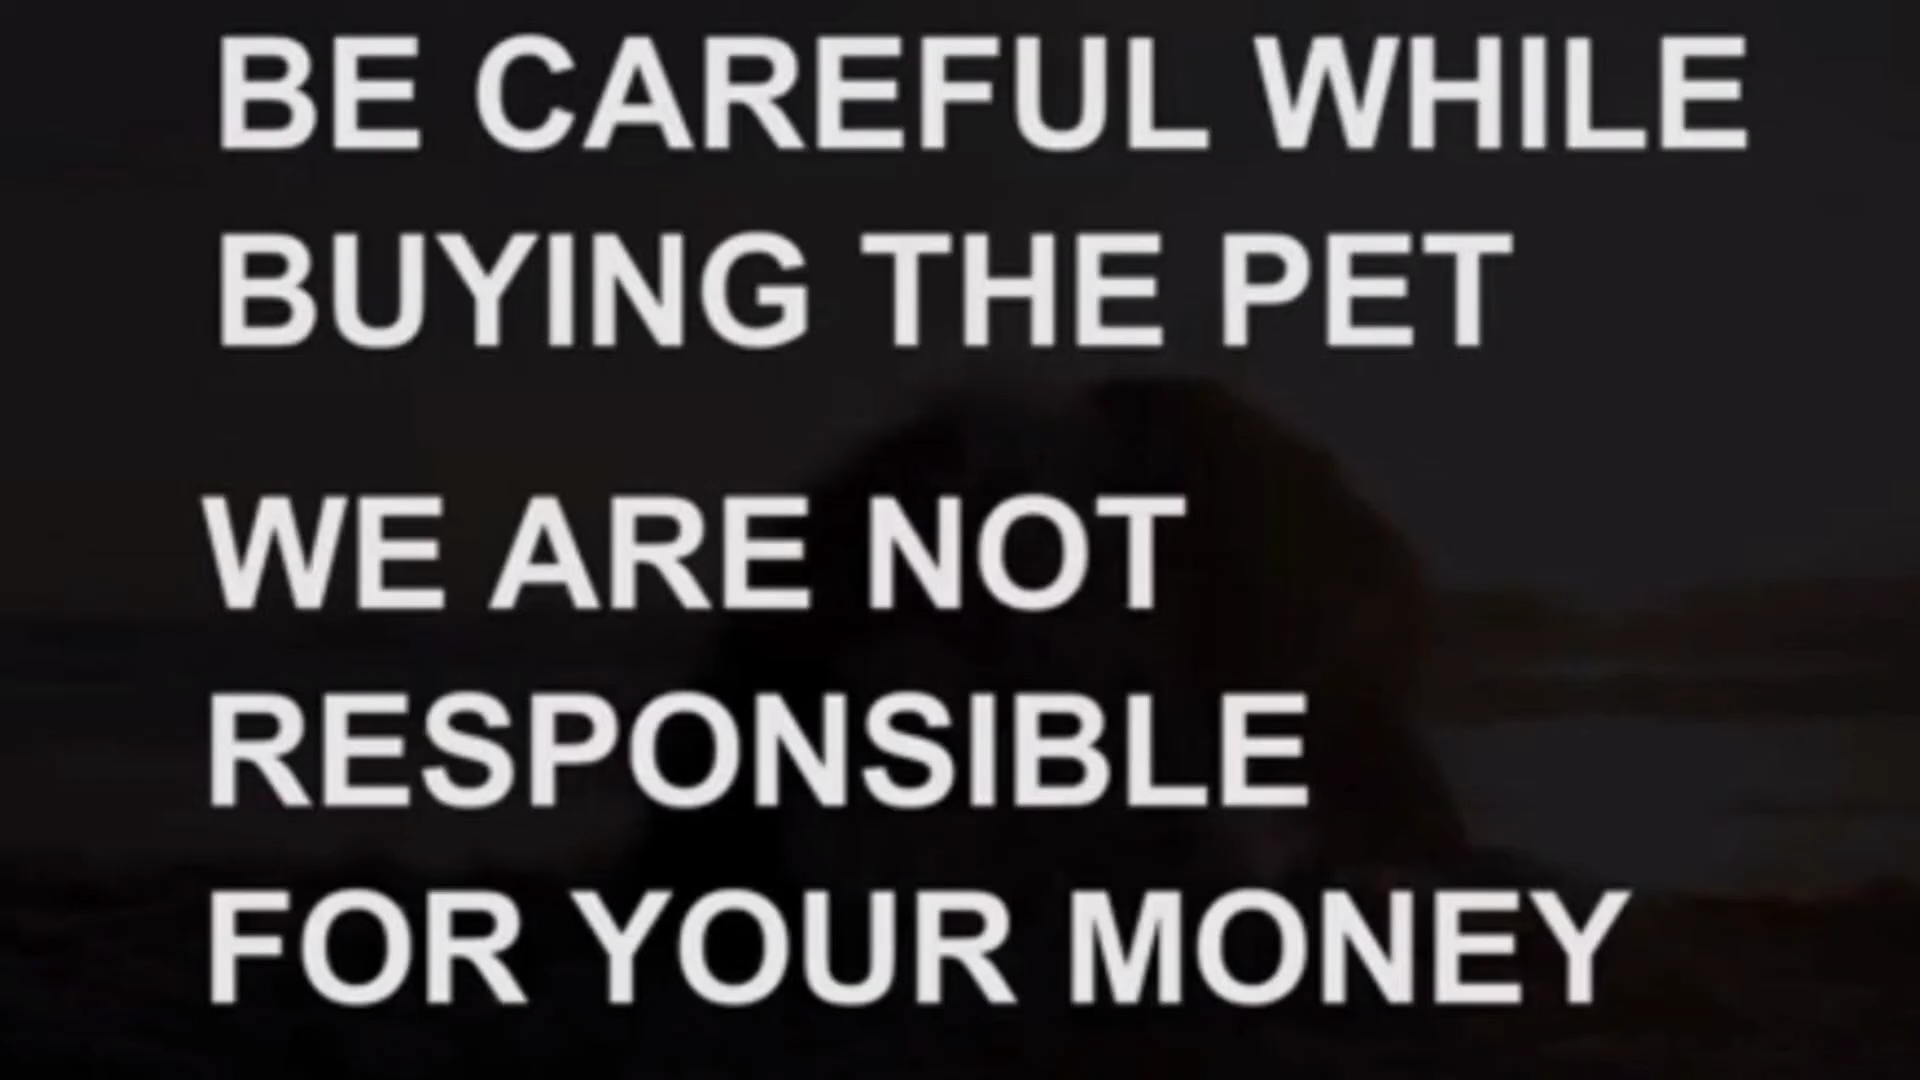 BE CAREFUL WHILE
BUYING THE PET
WE ARE NOT
RESPONSIBLE
FOR YOUR MONEY